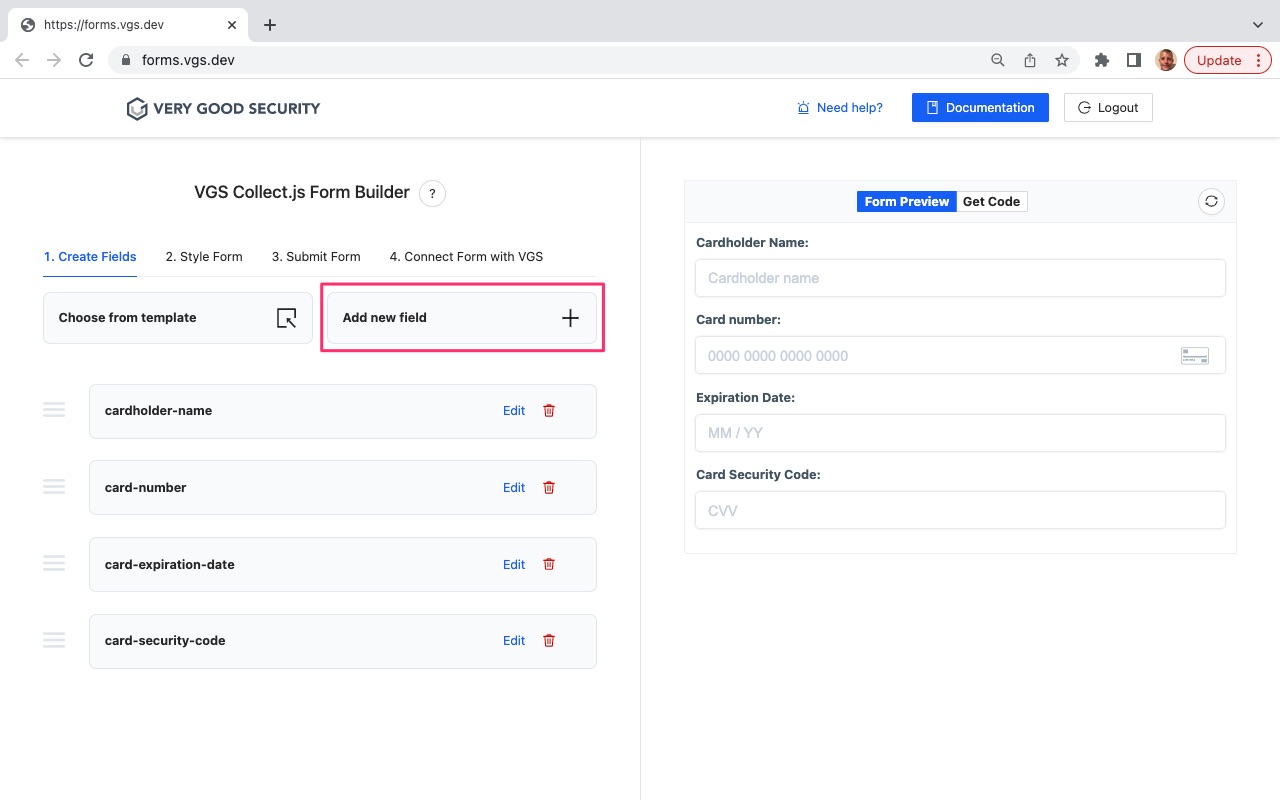 https://forms.vgs.dev
forms.vgs.dev
Update
VERY GOOD SECURITY
Need help?
Documentation
Logout
VGS Collect.js Form Builder
?
1. Create Fields
2. Style Form
3. Submit Form
4. Connect Form with VGS
Choose from template
Add new field
cardholder-name
Edit
card-number
Edit
card-expiration-date
Edit
card-security-code
Edit
Form Preview
Get Code
Cardholder Name:
Cardholder name
Card number:
0000 0000 0000 0000
Expiration Date:
MM / YY
Card Security Code:
CVV